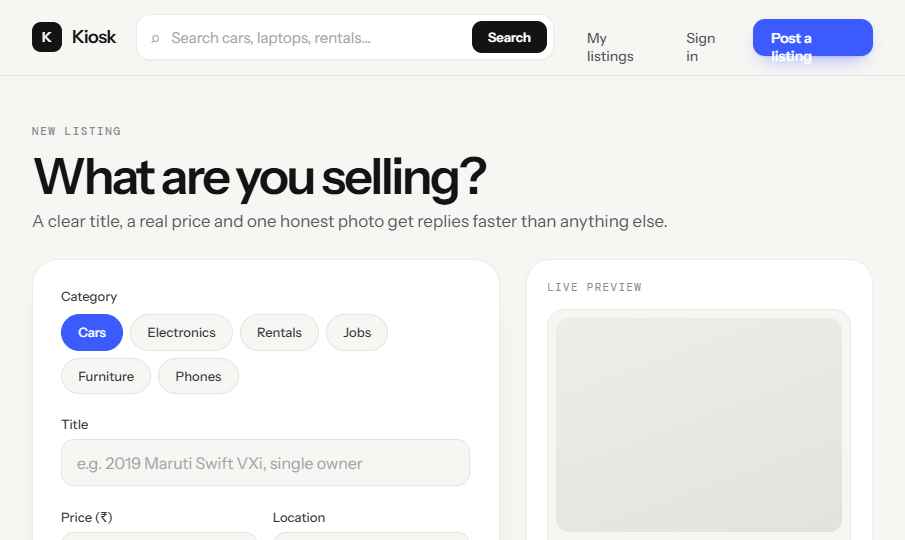 K Kiosk
Search cars, laptops, rentals...
Search
My
listings
Sign
in
Post a
listing
NEW LISTING
What are you selling?
A clear title, a real price and one honest photo get replies faster than anything else.
Category
Cars Electronics Rentals Jobs
Furniture Phones
Title
e.g. 2019 Maruti Swift VXi, single owner
Price (₹) Location
LIVE PREVIEW